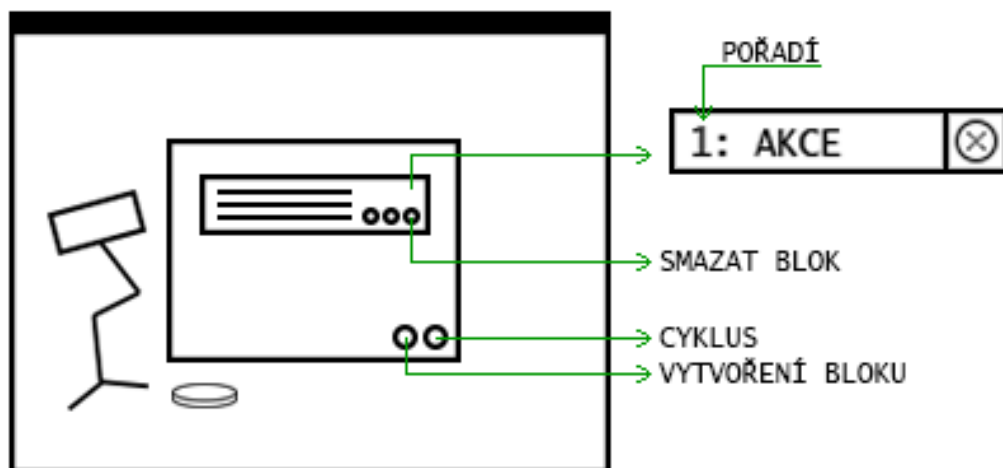 POŘADÍ
1: AKCE
SMAZAT BLOK
CYKLUS
VYTVOŘENÍ BLOKU